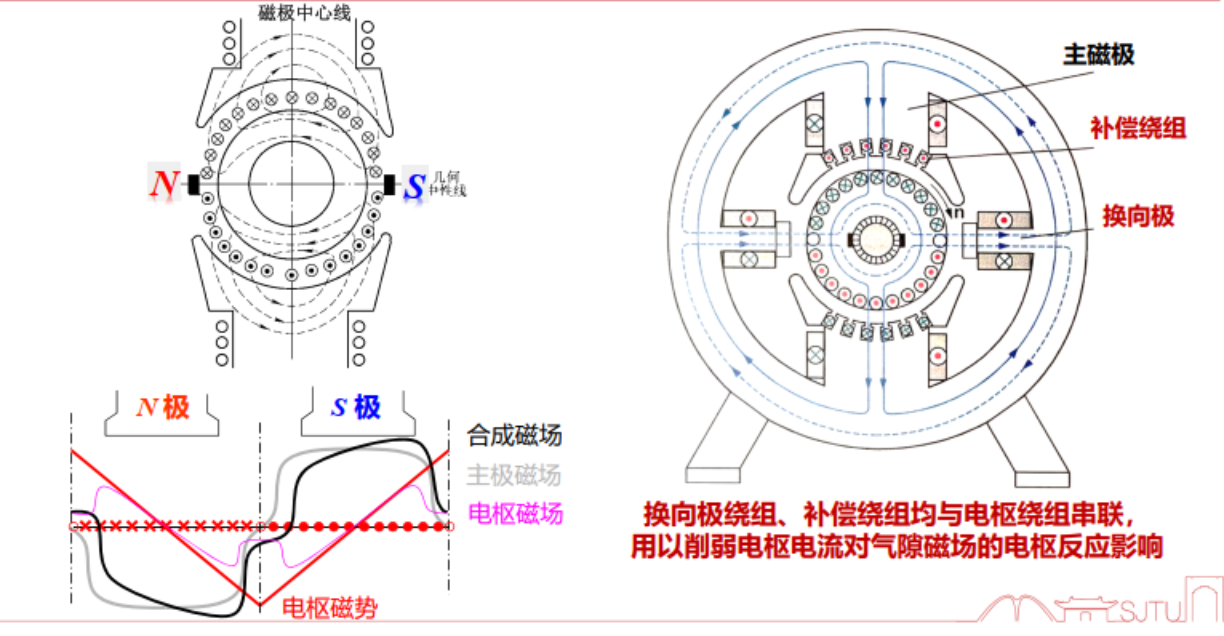 磁极中心线
N
S
几何
中性线
N 极
S 极
合成磁场
主极磁场
电枢磁场
电枢磁势
主磁极
补偿绕组
换向极
n
换向极绕组、补偿绕组均与电枢绕组串联，
用以削弱电枢电流对气隙磁场的电枢反应影响
SJTU